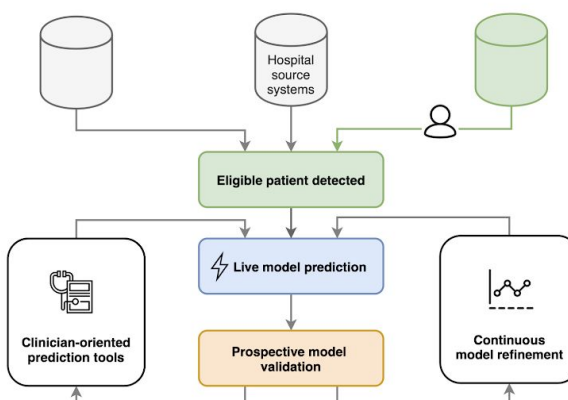 Hospital
source
systems
Eligible patient detected
Live model prediction
Clinician-oriented
prediction tools
Prospective model
validation
Continuous
model refinement